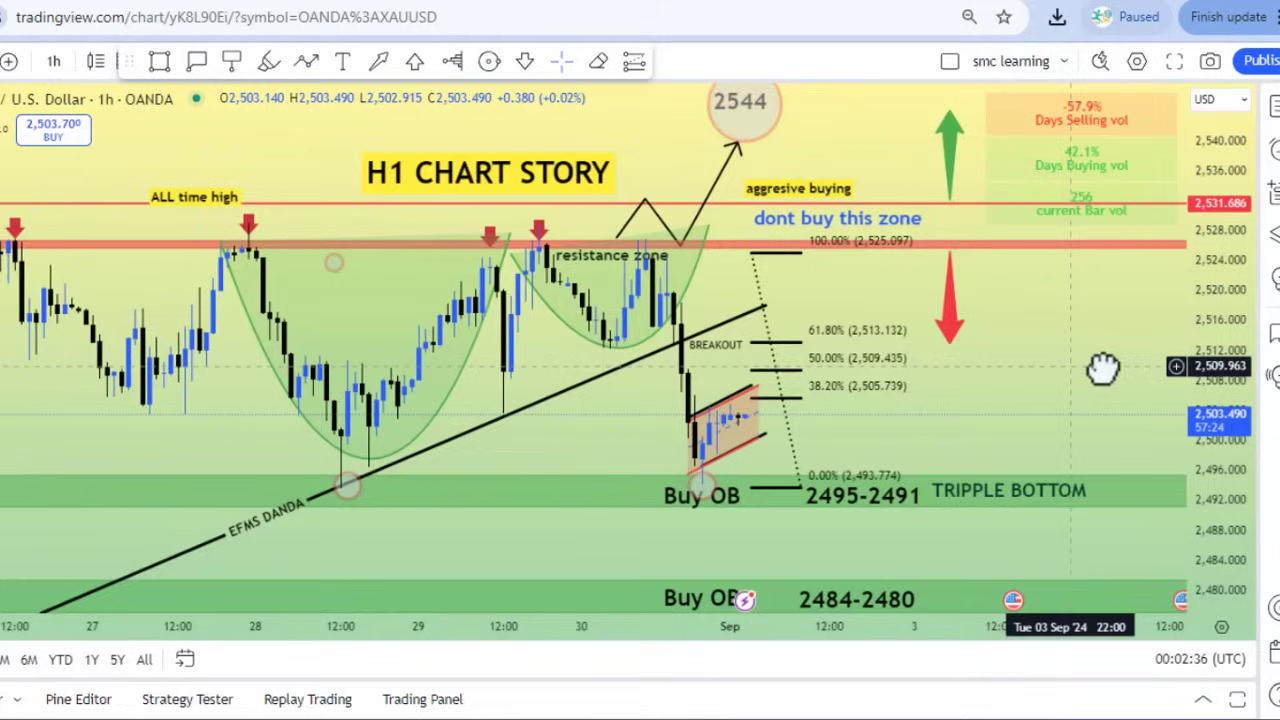 tradingview.com/chart/yK8L90Ei/?symbol=OANDA%3AXAUUSD
Paused
Finish update
1h
smc learning
Publis
/ U.S. Dollar · 1h · OANDA
O2,503.140 H2,503.490 L2,502.915 C2,503.490 +0.380 (+0.02%)
USD
2,503.700
BUY
2544
-57.9%
Days Selling vol
42.1%
Days Buying vol
256
current Bar vol
H1 CHART STORY
ALL time high
aggresive buying
dont buy this zone
100.00% (2,525.097)
resistance zone
61.80% (2,513.132)
BREAKOUT
50.00% (2,509.435)
38.20% (2,505.739)
0.00% (2,493.774)
Buy OB
2495-2491
TRIPPLE BOTTOM
EFMS DANDA
Buy OB
2484-2480
2,540.000
2,536.000
2,531.686
2,528.000
2,524.000
2,520.000
2,516.000
2,512.000
2,509.963
2,508.000
2,503.490
57:24
2,500.000
2,496.000
2,492.000
2,488.000
2,484.000
2,480.000
12:00 27 12:00 28 12:00 29 12:00 30 Sep 12:00 3 Tue 03 Sep '24 22:00 12:00
M 6M YTD 1Y 5Y All
00:02:36 (UTC)
Pine Editor Strategy Tester Replay Trading Trading Panel